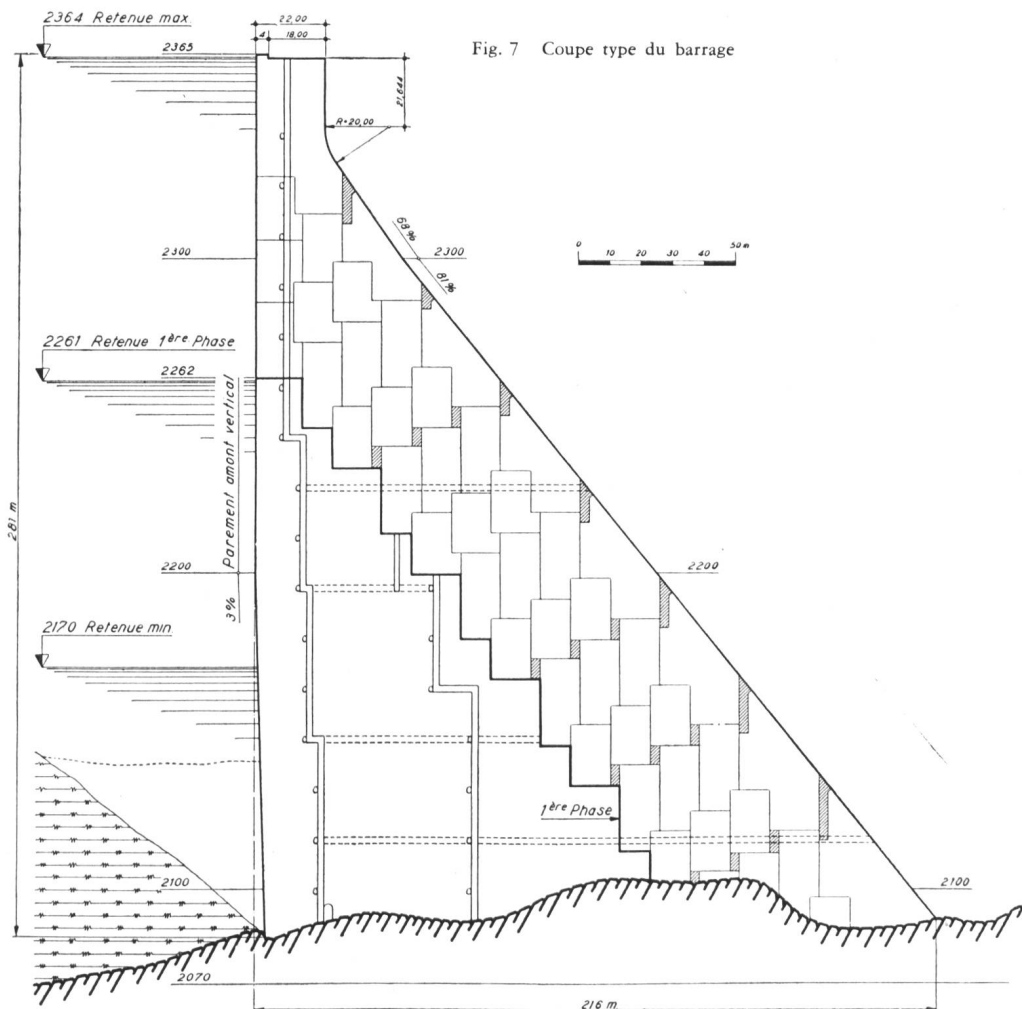 2364 Retenue max.
22,00
2365
4
18,00
Fig. 7 Coupe type du barrage
21,644
R=20,00
68%
2300
2300
81%
0 10 20 30 40 50 m
2261 Retenue 1ère Phase
2262
Parement amont vertical
281 m
2200
2200
3%
2170 Retenue min.
1ère Phase
2100
2100
2070
216 m.